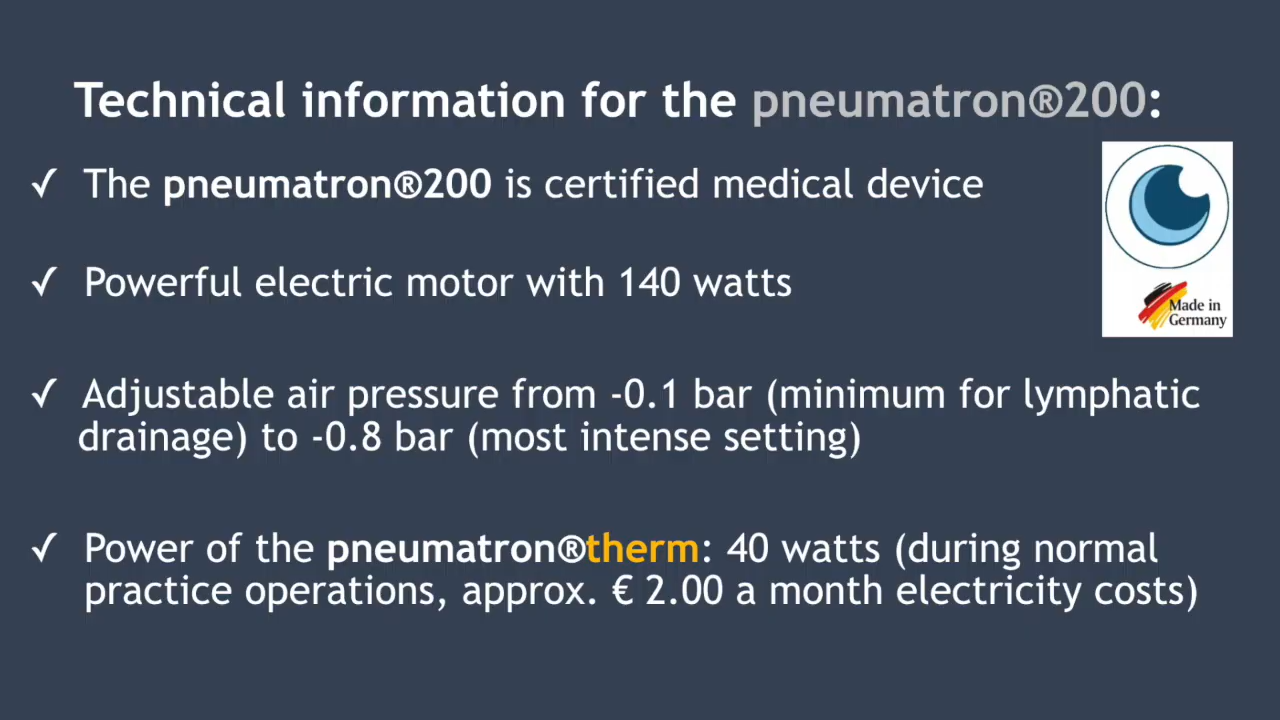 Technical information for the pneumatron®200:
✓ The pneumatron®200 is certified medical device
Made in
Germany
✓ Powerful electric motor with 140 watts
✓ Adjustable air pressure from -0.1 bar (minimum for lymphatic
drainage) to -0.8 bar (most intense setting)
✓ Power of the pneumatron®therm: 40 watts (during normal
practice operations, approx. € 2.00 a month electricity costs)